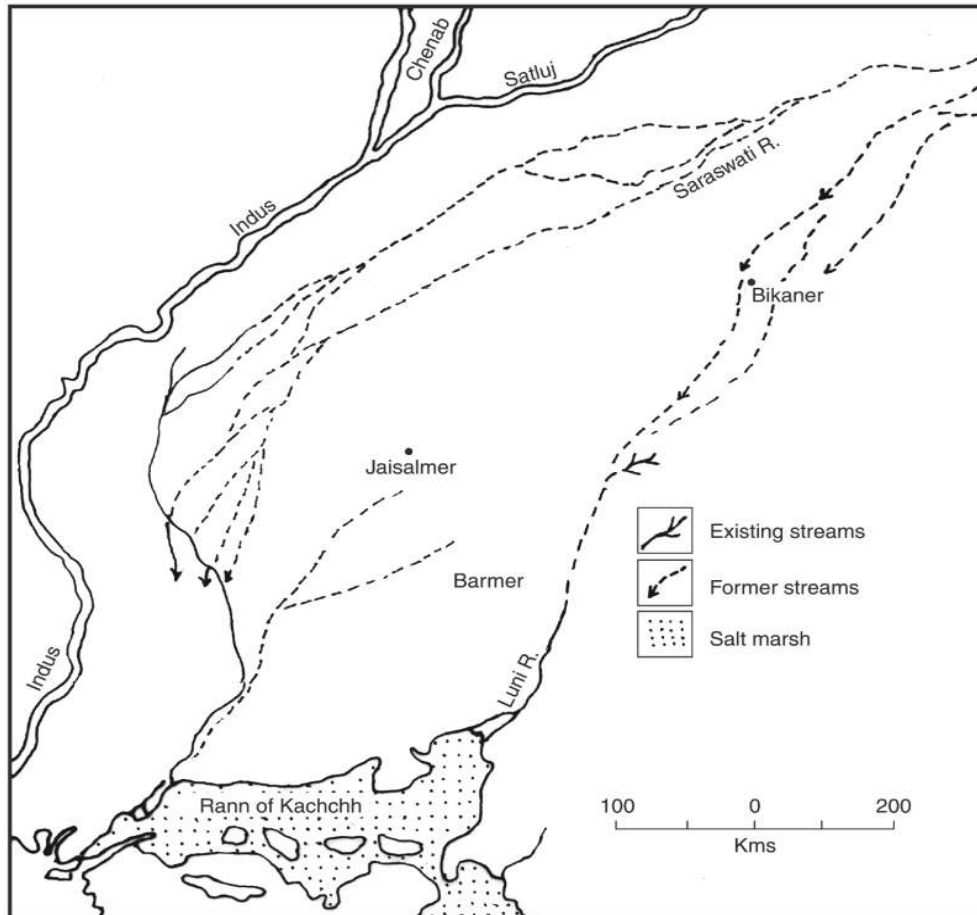 Chenab
Satluj
Saraswati R.
Indus
Bikaner
Jaisalmer
Existing streams
Barmer
Former streams
Salt marsh
Indus
Luni R.
Rann of Kachchh
100 0 200
Kms